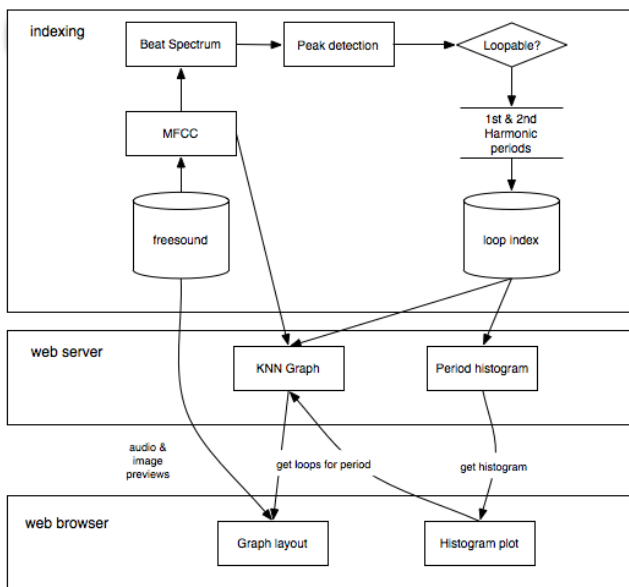 indexing
Beat Spectrum
Peak detection
Loopable?
MFCC
1st & 2nd
Harmonic
periods
freesound
loop index
web server
KNN Graph
Period histogram
audio &
image
previews
get loops for period
get histogram
web browser
Graph layout
Histogram plot